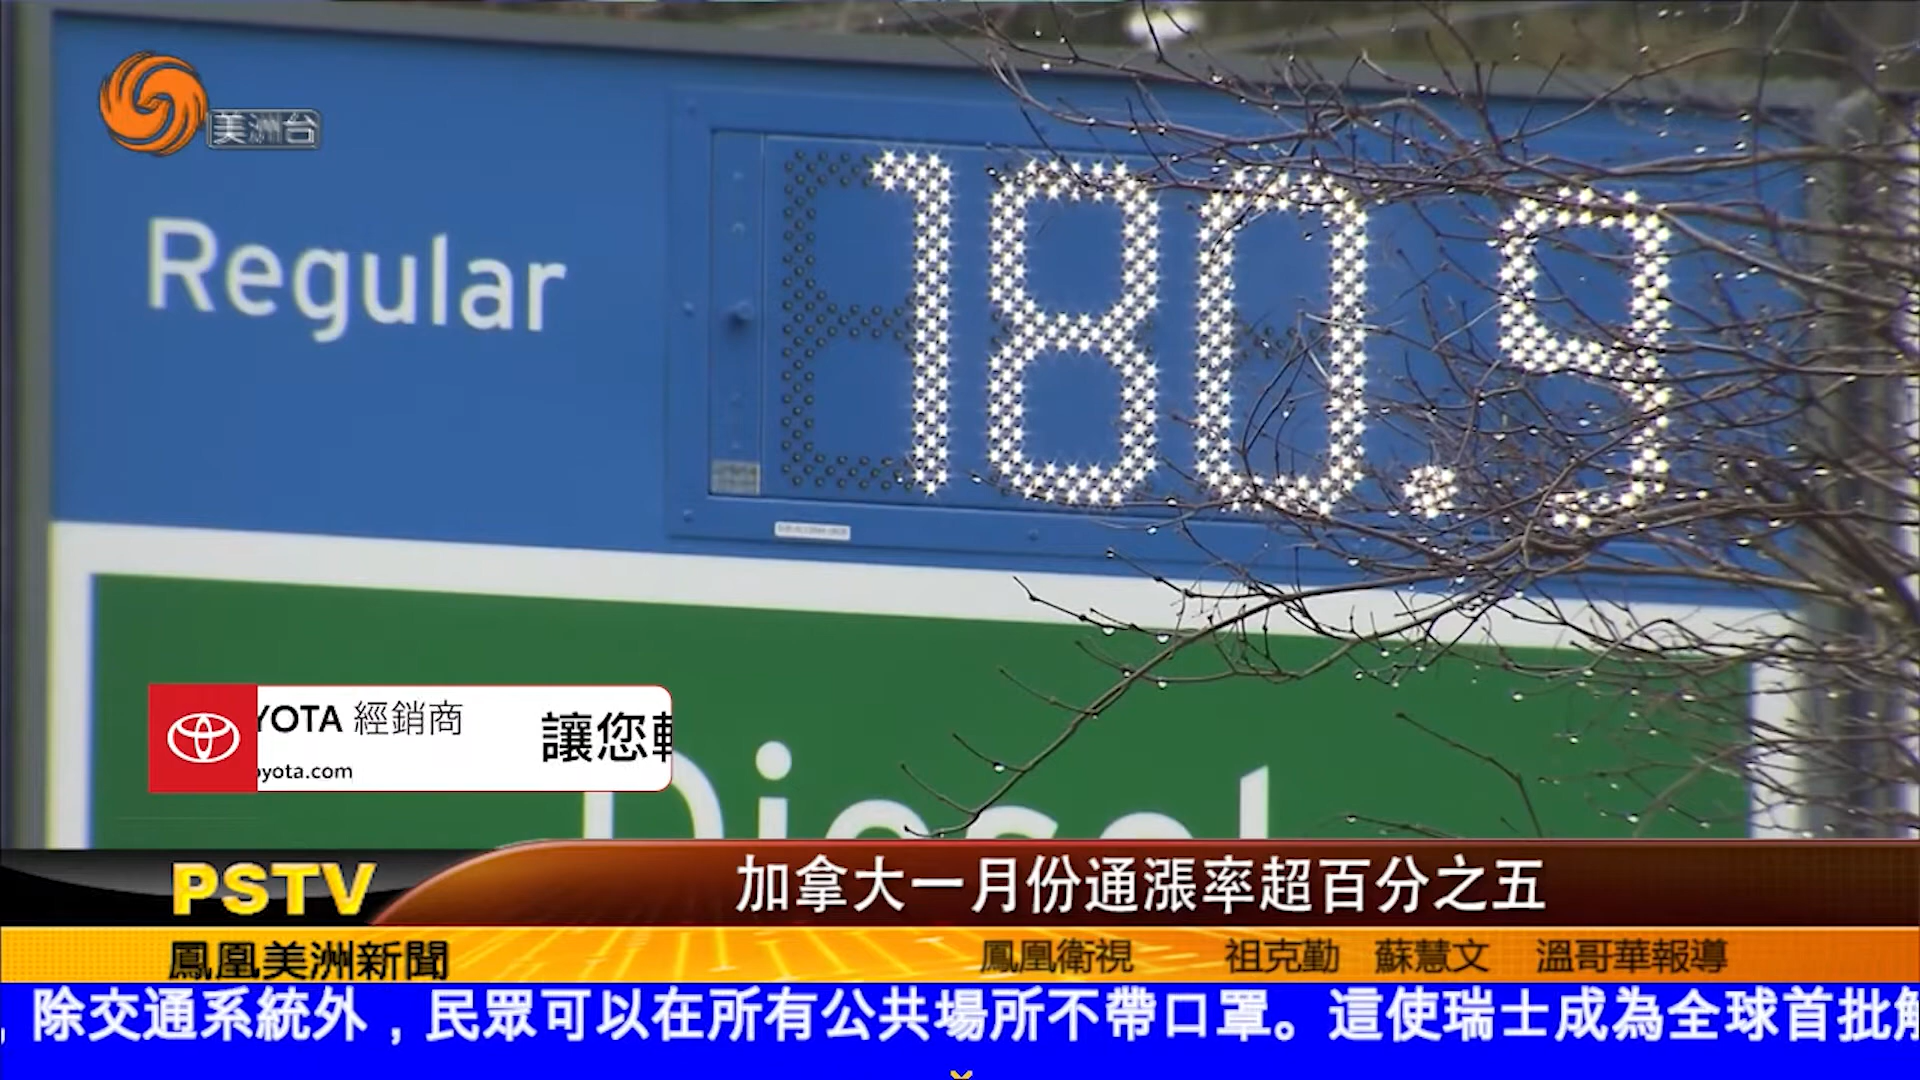 美洲台
Regular
180.9
YOTA 經銷商
oyota.com
讓您
Diesel
PSTV
加拿大一月份通漲率超百分之五
鳳凰美洲新聞
鳳凰衛視 祖克勤 蘇慧文 溫哥華報導
，除交通系統外，民眾可以在所有公共場所不帶口罩。這使瑞士成為全球首批